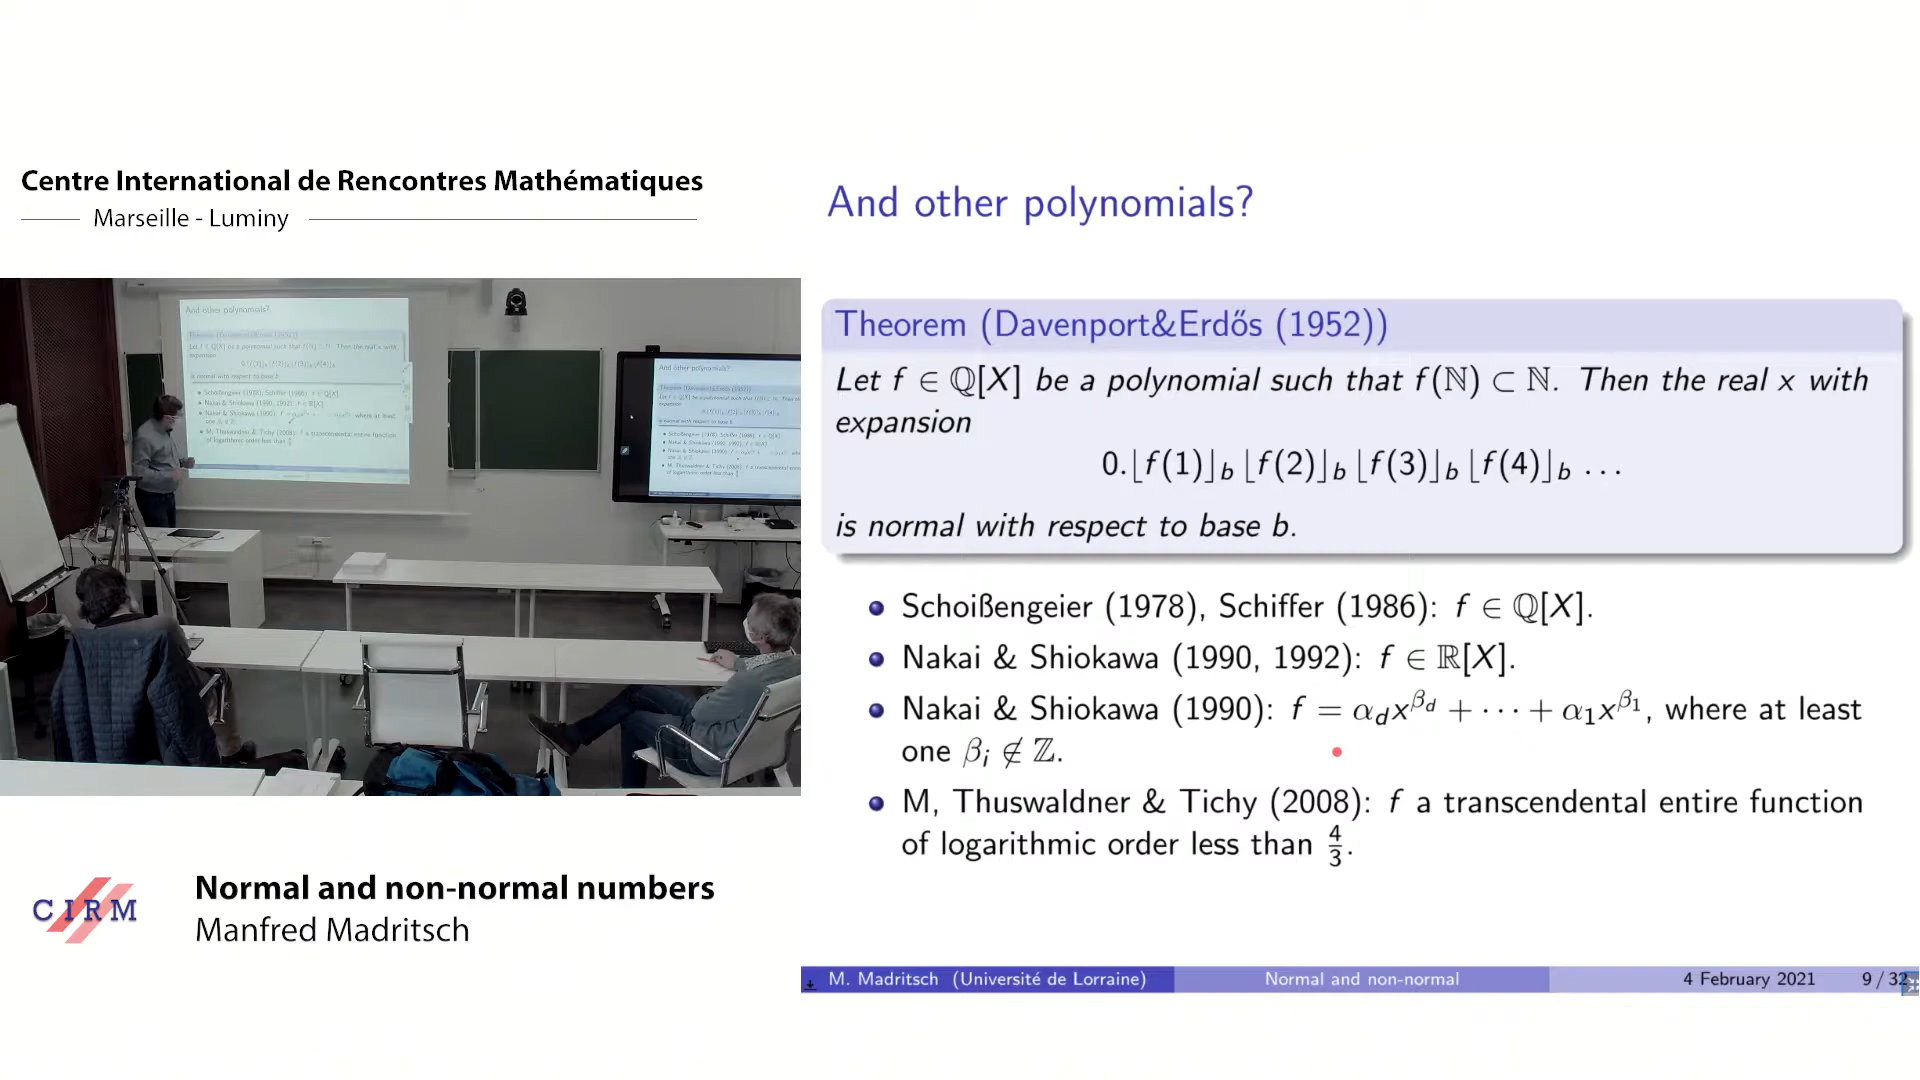 Centre International de Rencontres Mathématiques
Marseille - Luminy
And other polynomials?
Theorem (Davenport&Erdős (1952))
Let f ∈ ℚ[X] be a polynomial such that f(ℕ) ⊂ ℕ. Then the real x with
expansion
0.⌊f(1)⌋_b ⌊f(2)⌋_b ⌊f(3)⌋_b ⌊f(4)⌋_b ...
is normal with respect to base b.
Schoißengeier (1978), Schiffer (1986): f ∈ ℚ[X].
Nakai & Shiokawa (1990, 1992): f ∈ ℝ[X].
Nakai & Shiokawa (1990): f = α_d x^{β_d} + ··· + α_1 x^{β_1}, where at least
one β_i ∉ ℤ.
M, Thuswaldner & Tichy (2008): f a transcendental entire function
of logarithmic order less than 4/3.
CIRM
Normal and non-normal numbers
Manfred Madritsch
M. Madritsch (Université de Lorraine) Normal and non-normal 4 February 2021 9 / 32